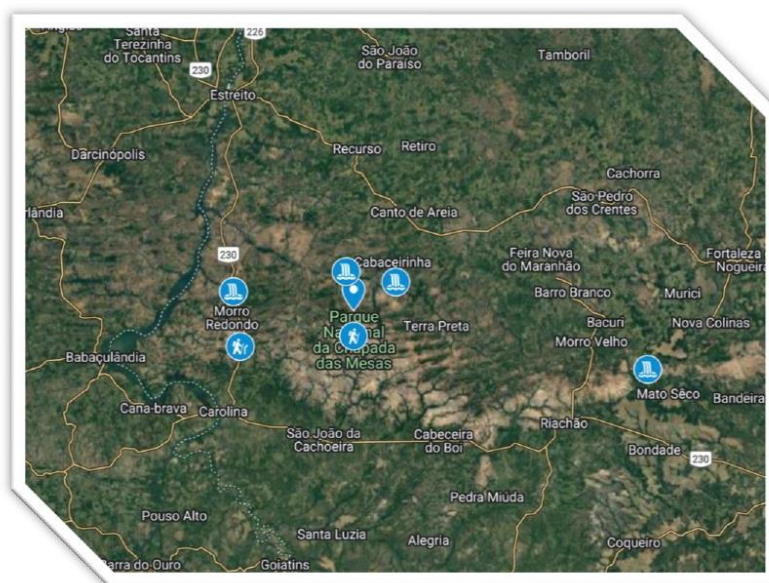 226
Santa
Terezinha
do Tocantins
230
São João
do Paraíso
Tamboril
Estreito
Darcinópolis
Recurso
Retiro
Cachorra
São Pedro
dos Crentes
rlândia
Canto de Areia
230
Cabaceirinha
Feira Nova
do Maranhão
Fortaleza
Nogueira
Barro Branco
Murici
Morro
Redondo
Parque
Nacional
da Chapada
das Mesas
Terra Preta
Bacuri
Nova Colinas
Morro Velho
Babaçulândia
Mato Sêco
Bandeira
Cana-brava
Carolina
São João da
Cachoeira
Cabeceira
do Boi
Riachão
Bondade
230
Pedra Miúda
Pouso Alto
Santa Luzia
Alegria
Coqueiro
Barra do Ouro
Goiatins